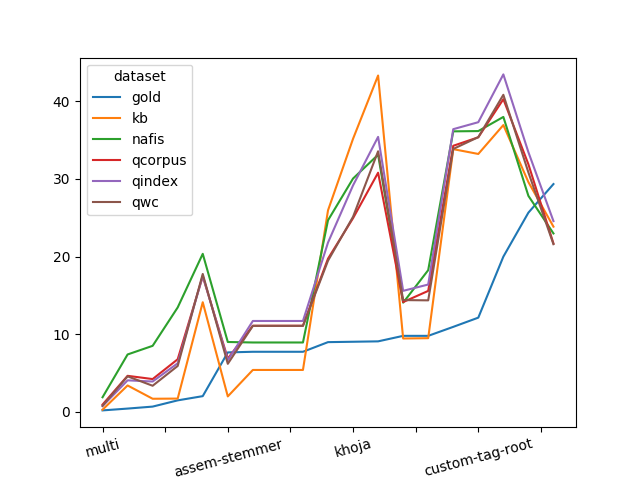 dataset
gold
kb
nafis
qcorpus
qindex
qwc
40
30
20
10
0
multi
assem-stemmer
khoja
custom-tag-root